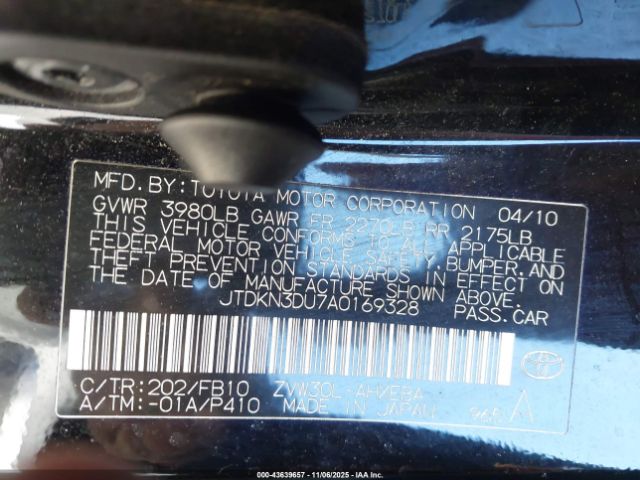 MFD.BY:TOYOTA MOTOR CORPORATION 04/10
GVWR 3980LB GAWR FR 2270LB RR 2175LB
THIS VEHICLE CONFORMS TO ALL APPLICABLE
FEDERAL MOTOR VEHICLE SAFETY, BUMPER, AND
THEFT PREVENTION STANDARDS IN EFFECT ON
THE DATE OF MANUFACTURE SHOWN ABOVE.
JTDKN3DU7A0169328 PASS.CAR
C/TR:202/FB10 ZVW30L-AHXEBA
A/TM:-01A/P410 MADE IN JAPAN A
000-43639657 | 11/06/2025 - IAAI.COM